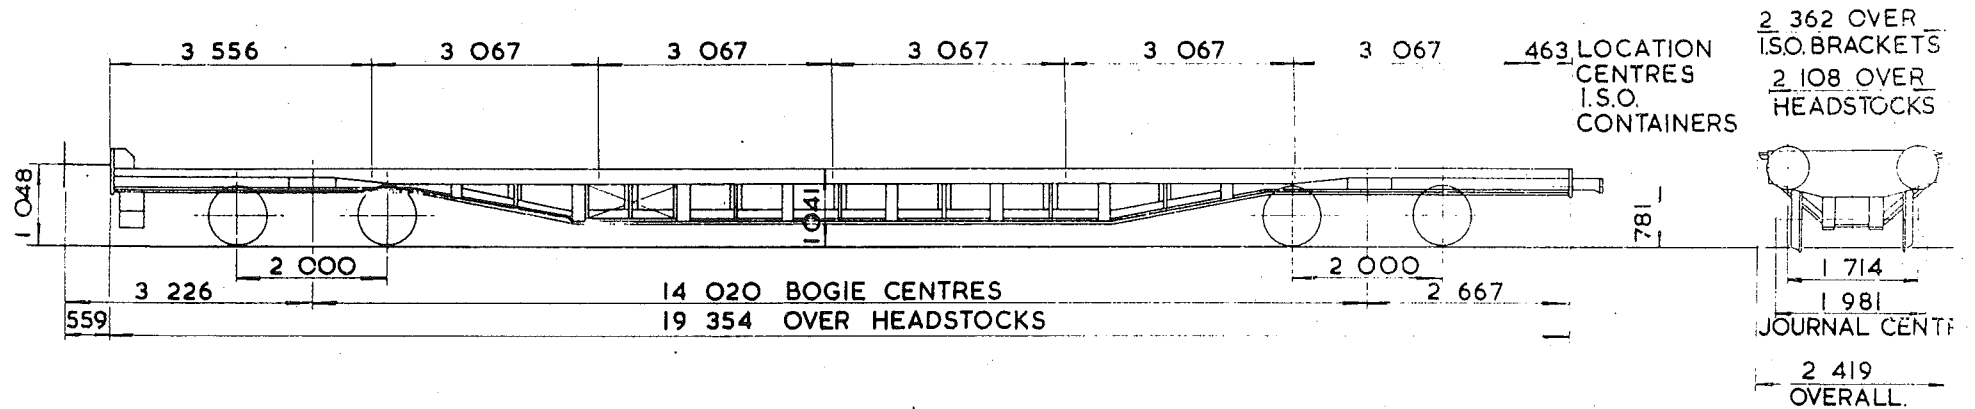 3 556
3 067
3 067
3 067
3 067
3 067
463
LOCATION
CENTRES
I.S.O.
CONTAINERS
2 362 OVER
I.S.O. BRACKETS
2 108 OVER
HEADSTOCKS
1 048
1 041
781
2 000
2 000
3 226
14 020 BOGIE CENTRES
2 667
559
19 354 OVER HEADSTOCKS
1 714
1 981
JOURNAL CENT
2 419
OVERALL.